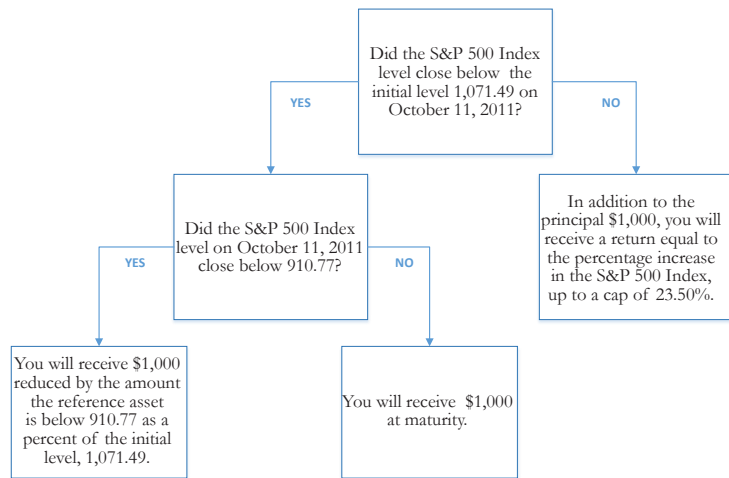 Did the S&P 500 Index
level close below the
initial level 1,071.49 on
October 11, 2011?
YES
NO
Did the S&P 500 Index
level on October 11, 2011
close below 910.77?
In addition to the
principal $1,000, you will
receive a return equal to
the percentage increase
in the S&P 500 Index,
up to a cap of 23.50%.
YES
NO
You will receive $1,000
reduced by the amount
the reference asset
is below 910.77 as a
percent of the initial
level, 1,071.49.
You will receive $1,000
at maturity.